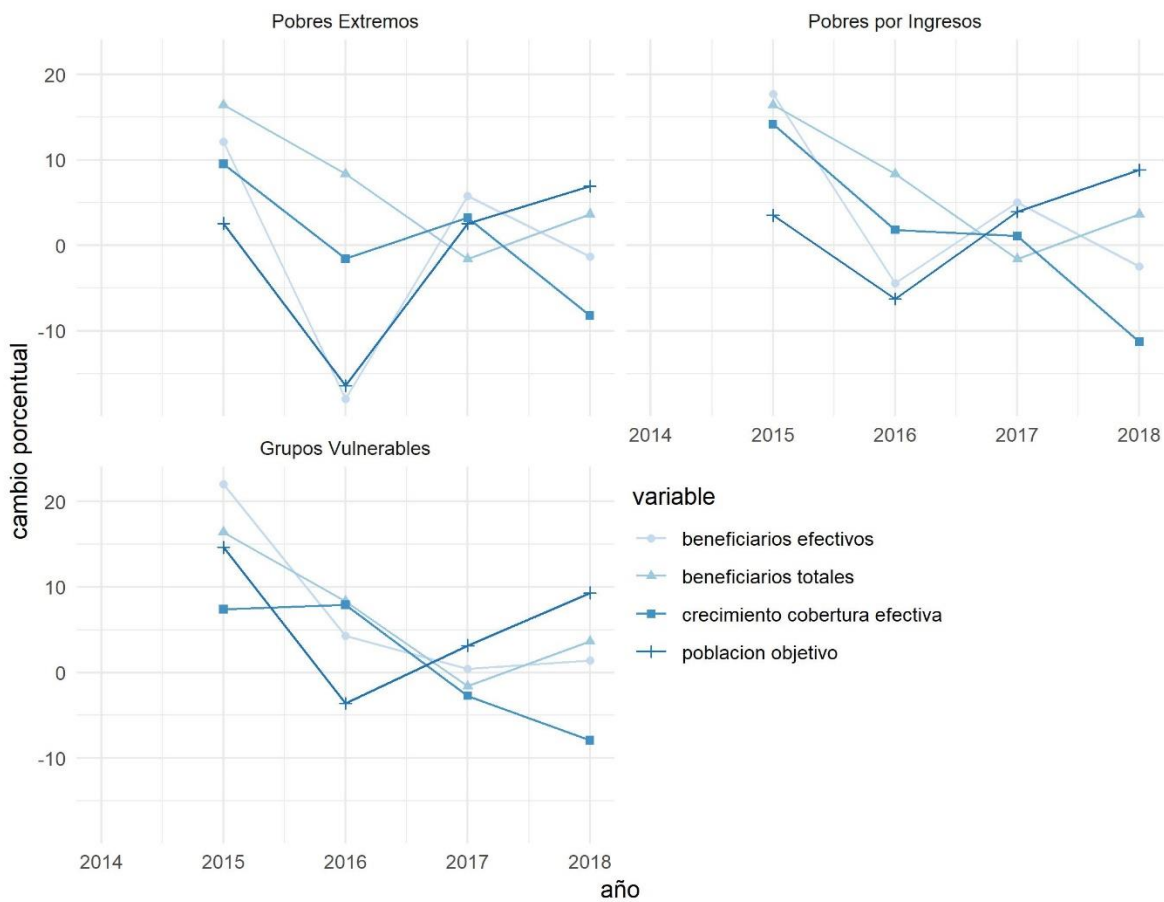 Pobres Extremos
Pobres por Ingresos
20
10
0
-10
2014 2015 2016 2017 2018
Grupos Vulnerables
cambio porcentual
20
10
0
-10
2014 2015 2016 2017 2018
año
variable
beneficiarios efectivos
beneficiarios totales
crecimiento cobertura efectiva
poblacion objetivo